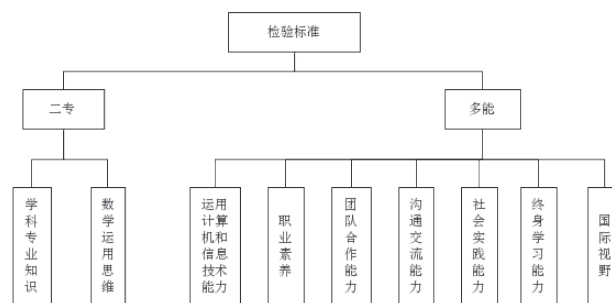 检验标准
二专
多能
学科专业知识
数学运用思维
运用计算机和信息技术能力
职业素养
团队合作能力
沟通交流能力
社会实践能力
终身学习能力
国际视野